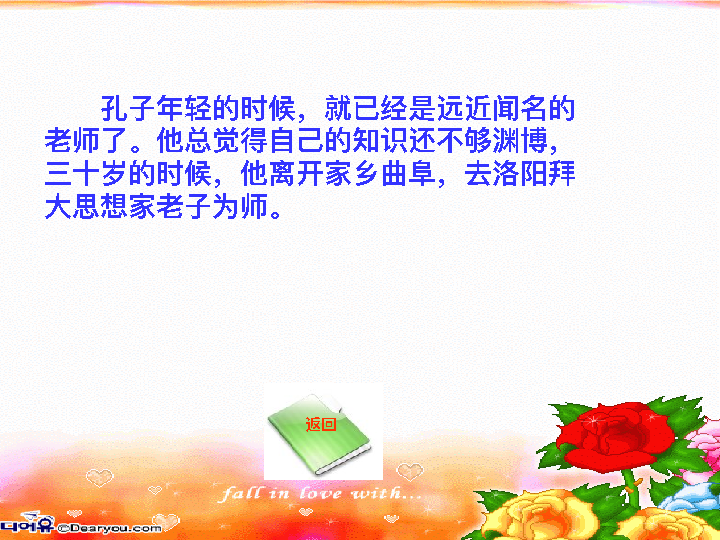 孔子年轻的时候，就已经是远近闻名的
老师了。他总觉得自己的知识还不够渊博，
三十岁的时候，他离开家乡曲阜，去洛阳拜
大思想家老子为师。
返回
fall in love with...
디어유 ©Dearyou.com